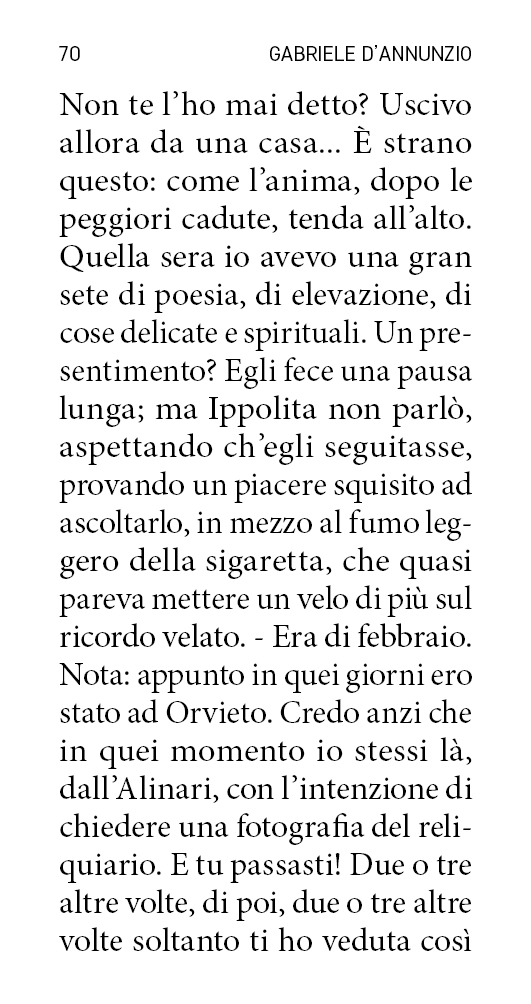 70 GABRIELE D’ANNUNZIO
Non te l’ho mai detto? Uscivo
allora da una casa... È strano
questo: come l’anima, dopo le
peggiori cadute, tenda all’alto.
Quella sera io avevo una gran
sete di poesia, di elevazione, di
cose delicate e spirituali. Un pre-
sentimento? Egli fece una pausa
lunga; ma Ippolita non parlò,
aspettando ch’egli seguitasse,
provando un piacere squisito ad
ascoltarlo, in mezzo al fumo leg-
gero della sigaretta, che quasi
pareva mettere un velo di più sul
ricordo velato. - Era di febbraio.
Nota: appunto in quei giorni ero
stato ad Orvieto. Credo anzi che
in quei momento io stessi là,
dall’Alinari, con l’intenzione di
chiedere una fotografia del reli-
quiario. E tu passasti! Due o tre
altre volte, di poi, due o tre altre
volte soltanto ti ho veduta così